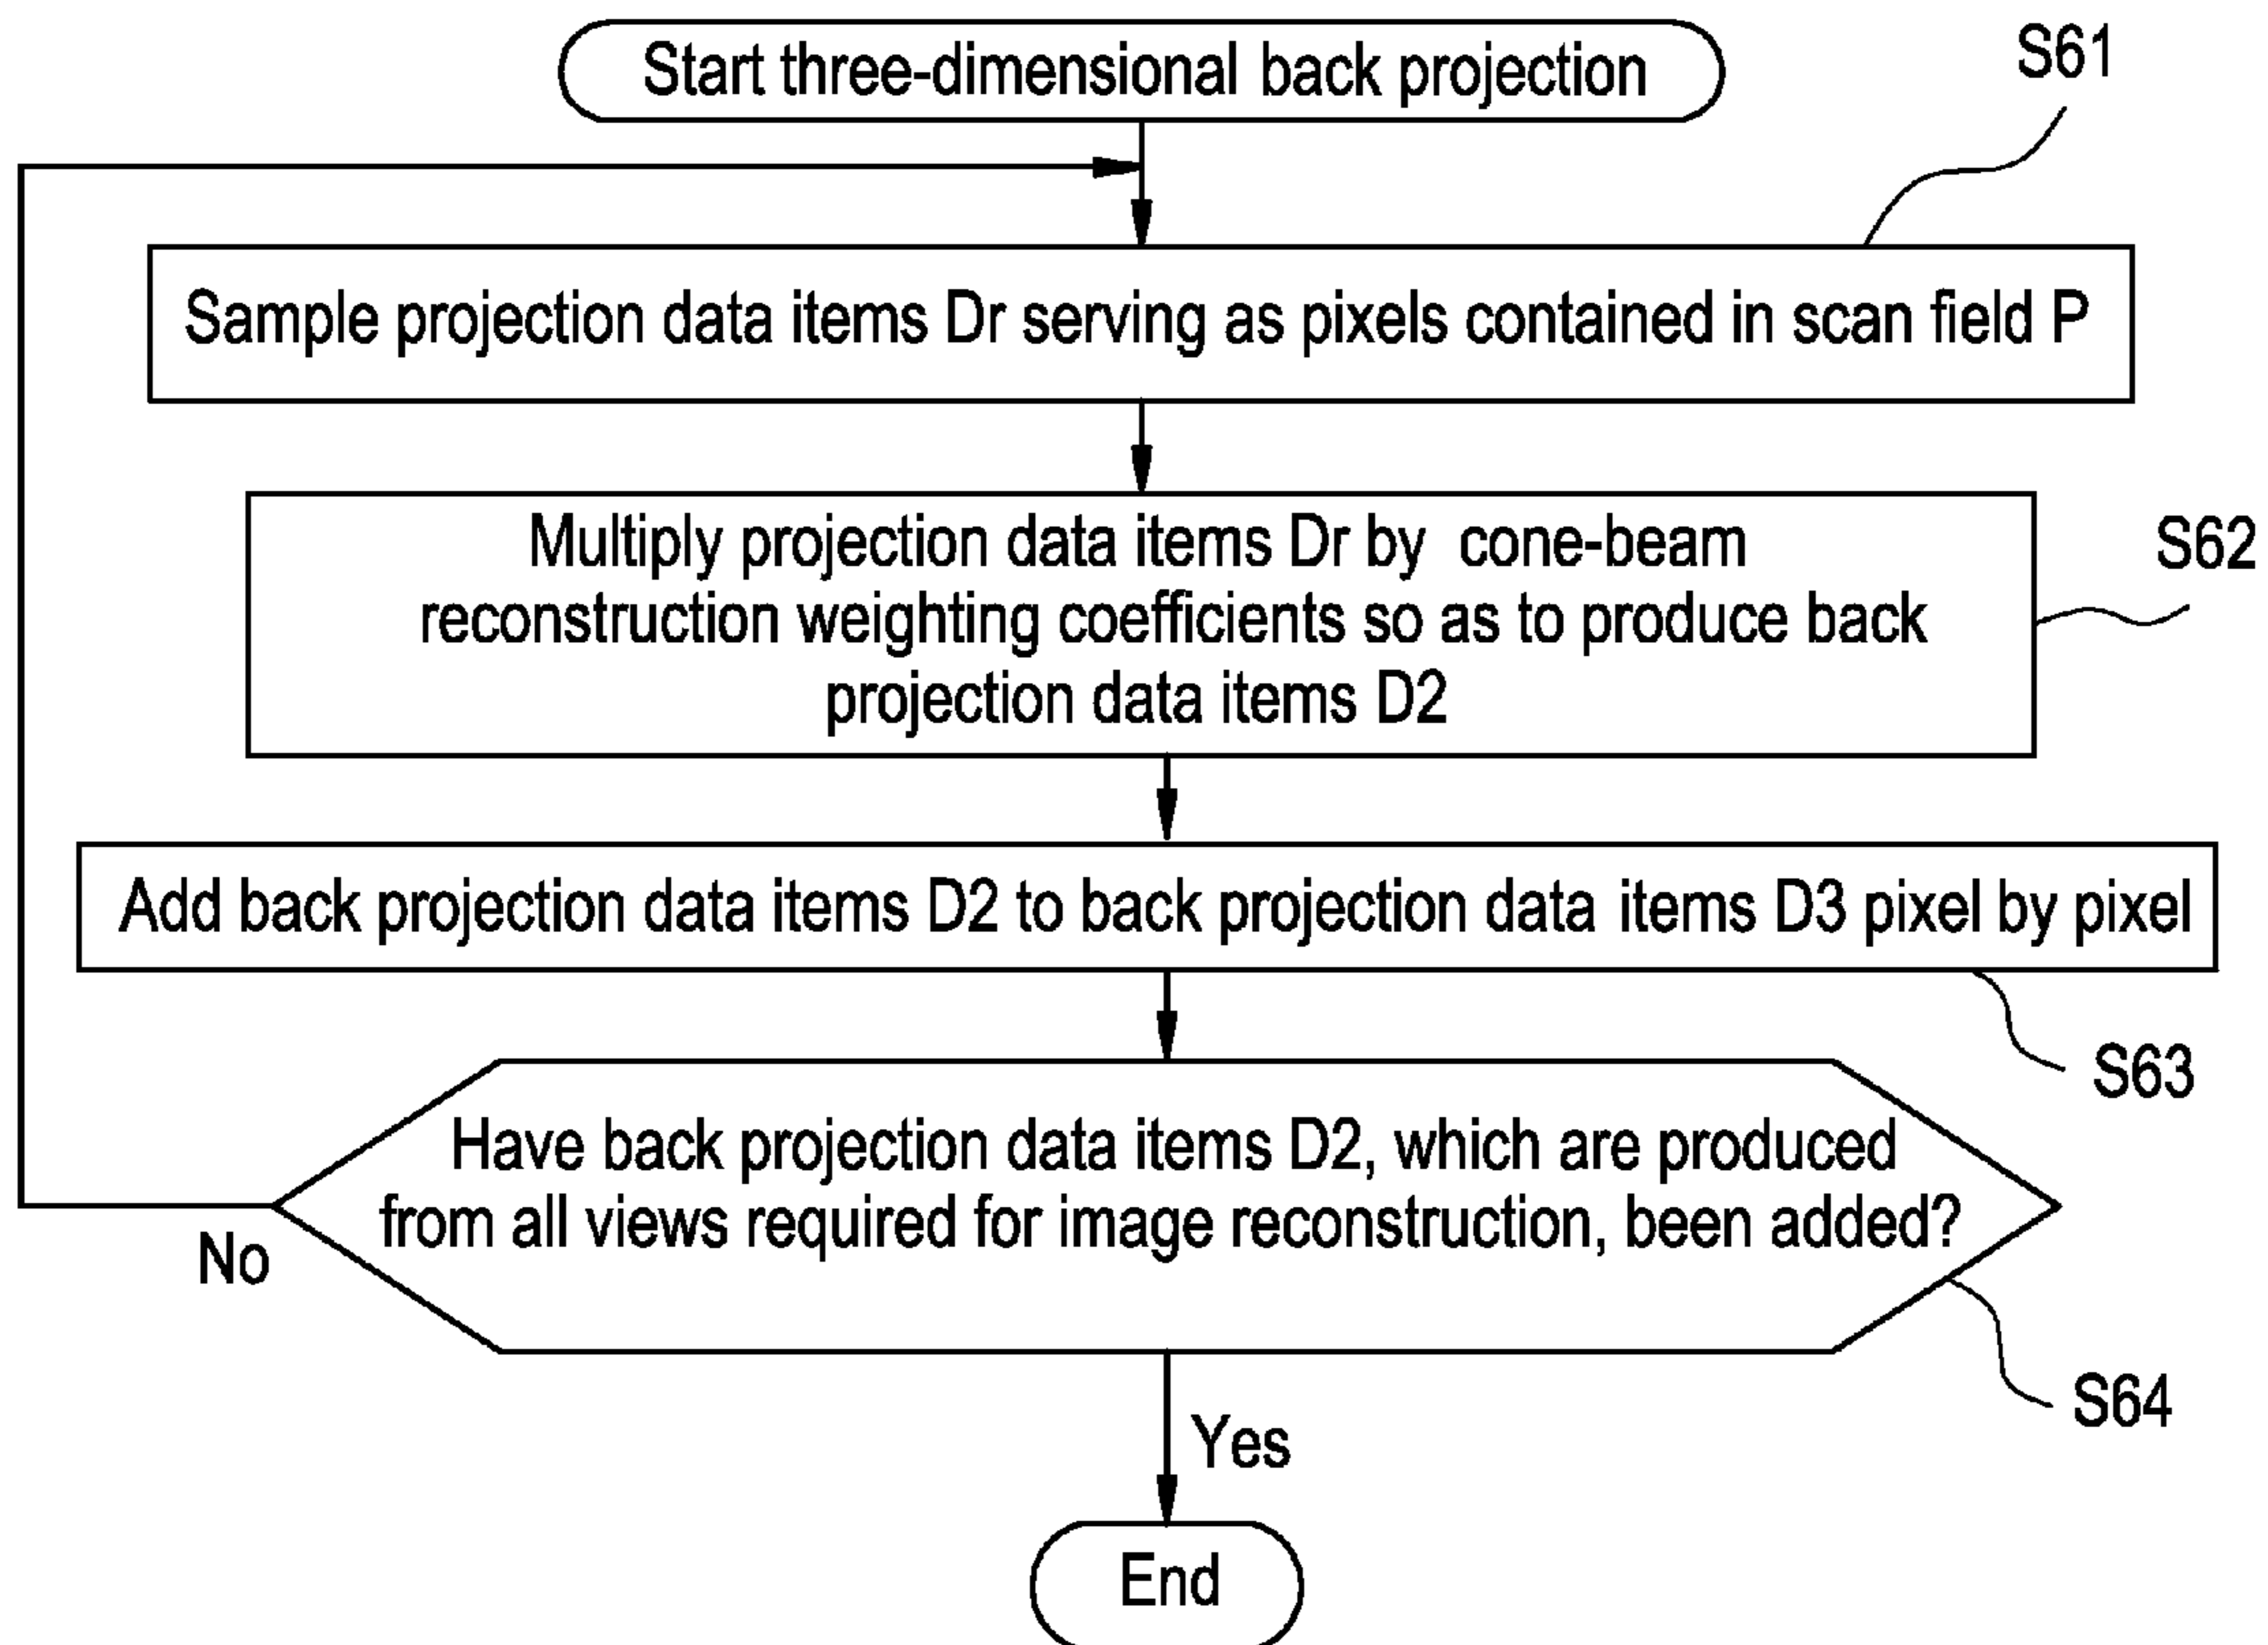 Start three-dimensional back projection
S61
Sample projection data items Dr serving as pixels contained in scan field P
Multiply projection data items Dr by cone-beam
reconstruction weighting coefficients so as to produce back
projection data items D2
S62
Add back projection data items D2 to back projection data items D3 pixel by pixel
S63
Have back projection data items D2, which are produced
from all views required for image reconstruction, been added?
No
S64
Yes
End